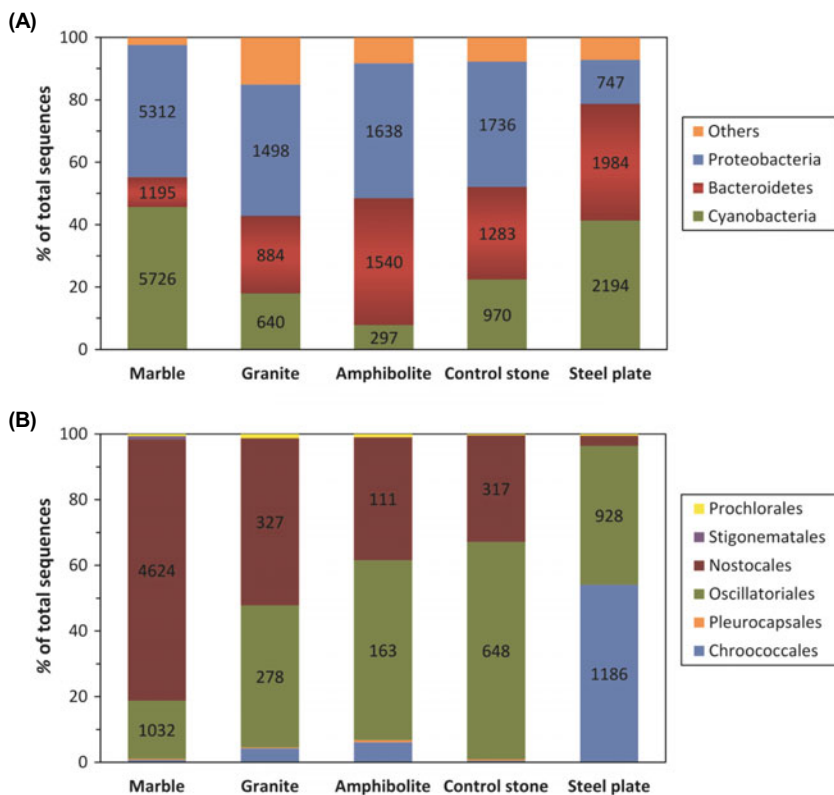 (A)
% of total sequences
100
80
60
40
20
0
5312
1195
5726
1498
884
640
1638
1540
297
1736
1283
970
747
1984
2194
Marble
Granite
Amphibolite
Control stone
Steel plate
Others
Proteobacteria
Bacteroidetes
Cyanobacteria
(B)
% of total sequences
100
80
60
40
20
0
4624
1032
327
278
111
163
317
648
928
1186
Marble
Granite
Amphibolite
Control stone
Steel plate
Prochlorales
Stigonematales
Nostocales
Oscillatoriales
Pleurocapsales
Chroococcales